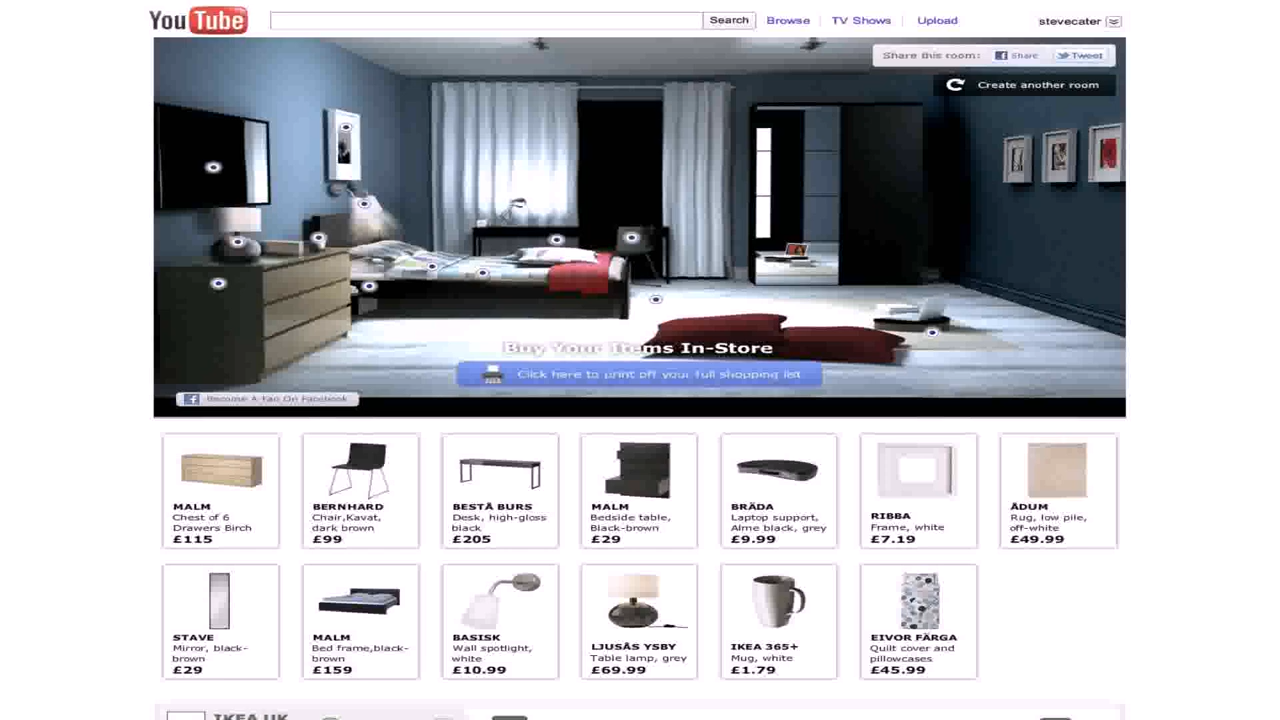 YouTube
Search
Browse
TV Shows
Upload
stevecater
Share this room:
Share
Tweet
Create another room
Buy Your Items In-Store
Click here to print off your full shopping list
Become A Fan On Facebook
MALM
Chest of 6
Drawers Birch
£115
BERNHARD
Chair,Kavat,
dark brown
£99
BESTÅ BURS
Desk, high-gloss
black
£205
MALM
Bedside table,
Black-brown
£29
BRÄDA
Laptop support,
Alme black, grey
£9.99
RIBBA
Frame, white
£7.19
ÅDUM
Rug, low pile,
off-white
£49.99
STAVE
Mirror, black-
brown
£29
MALM
Bed frame,black-
brown
£159
BASISK
Wall spotlight,
white
£10.99
LJUSÅS YSBY
Table lamp, grey
£69.99
IKEA 365+
Mug, white
£1.79
EIVOR FÄRGA
Quilt cover and
pillowcases
£45.99
IKEA UK